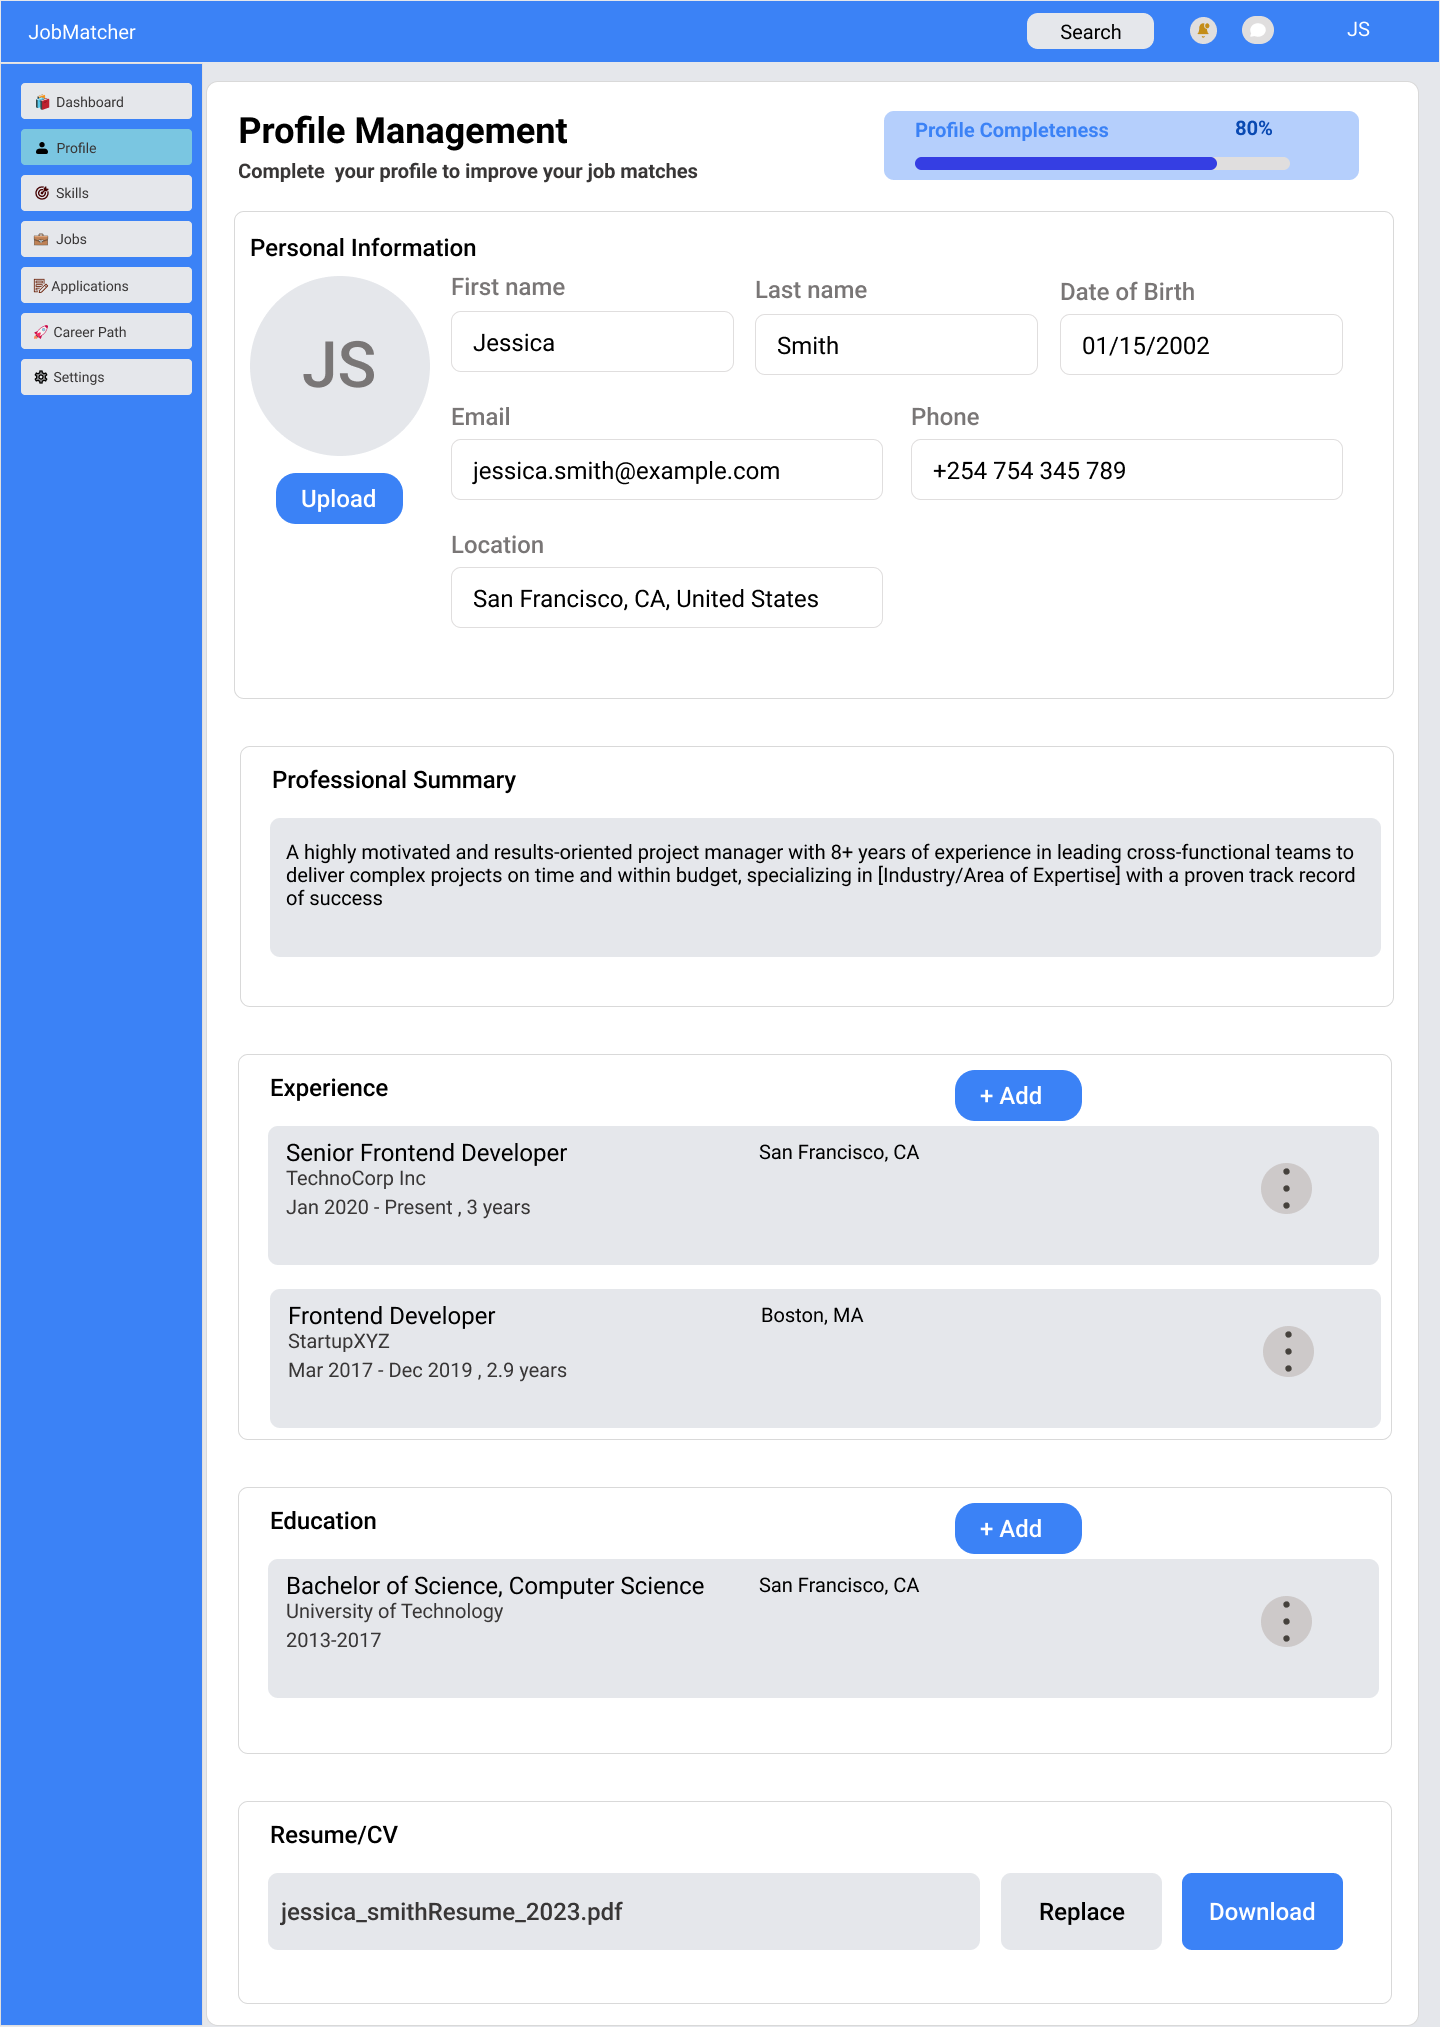 JobMatcher
Search
JS
Dashboard
Profile
Skills
Jobs
Applications
Career Path
Settings
Profile Management
Complete  your profile to improve your job matches
Profile Completeness
80%
Personal Information
JS
Upload
First name
Jessica
Last name
Smith
Date of Birth
01/15/2002
Email
jessica.smith@example.com
Phone
+254 754 345 789
Location
San Francisco, CA, United States
Professional Summary
A highly motivated and results-oriented project manager with 8+ years of experience in leading cross-functional teams to
deliver complex projects on time and within budget, specializing in [Industry/Area of Expertise] with a proven track record
of success
Experience
+ Add
Senior Frontend Developer
San Francisco, CA
TechnoCorp Inc
Jan 2020 - Present , 3 years
Frontend Developer
Boston, MA
StartupXYZ
Mar 2017 - Dec 2019 , 2.9 years
Education
+ Add
Bachelor of Science, Computer Science
San Francisco, CA
University of Technology
2013-2017
Resume/CV
jessica_smithResume_2023.pdf
Replace
Download